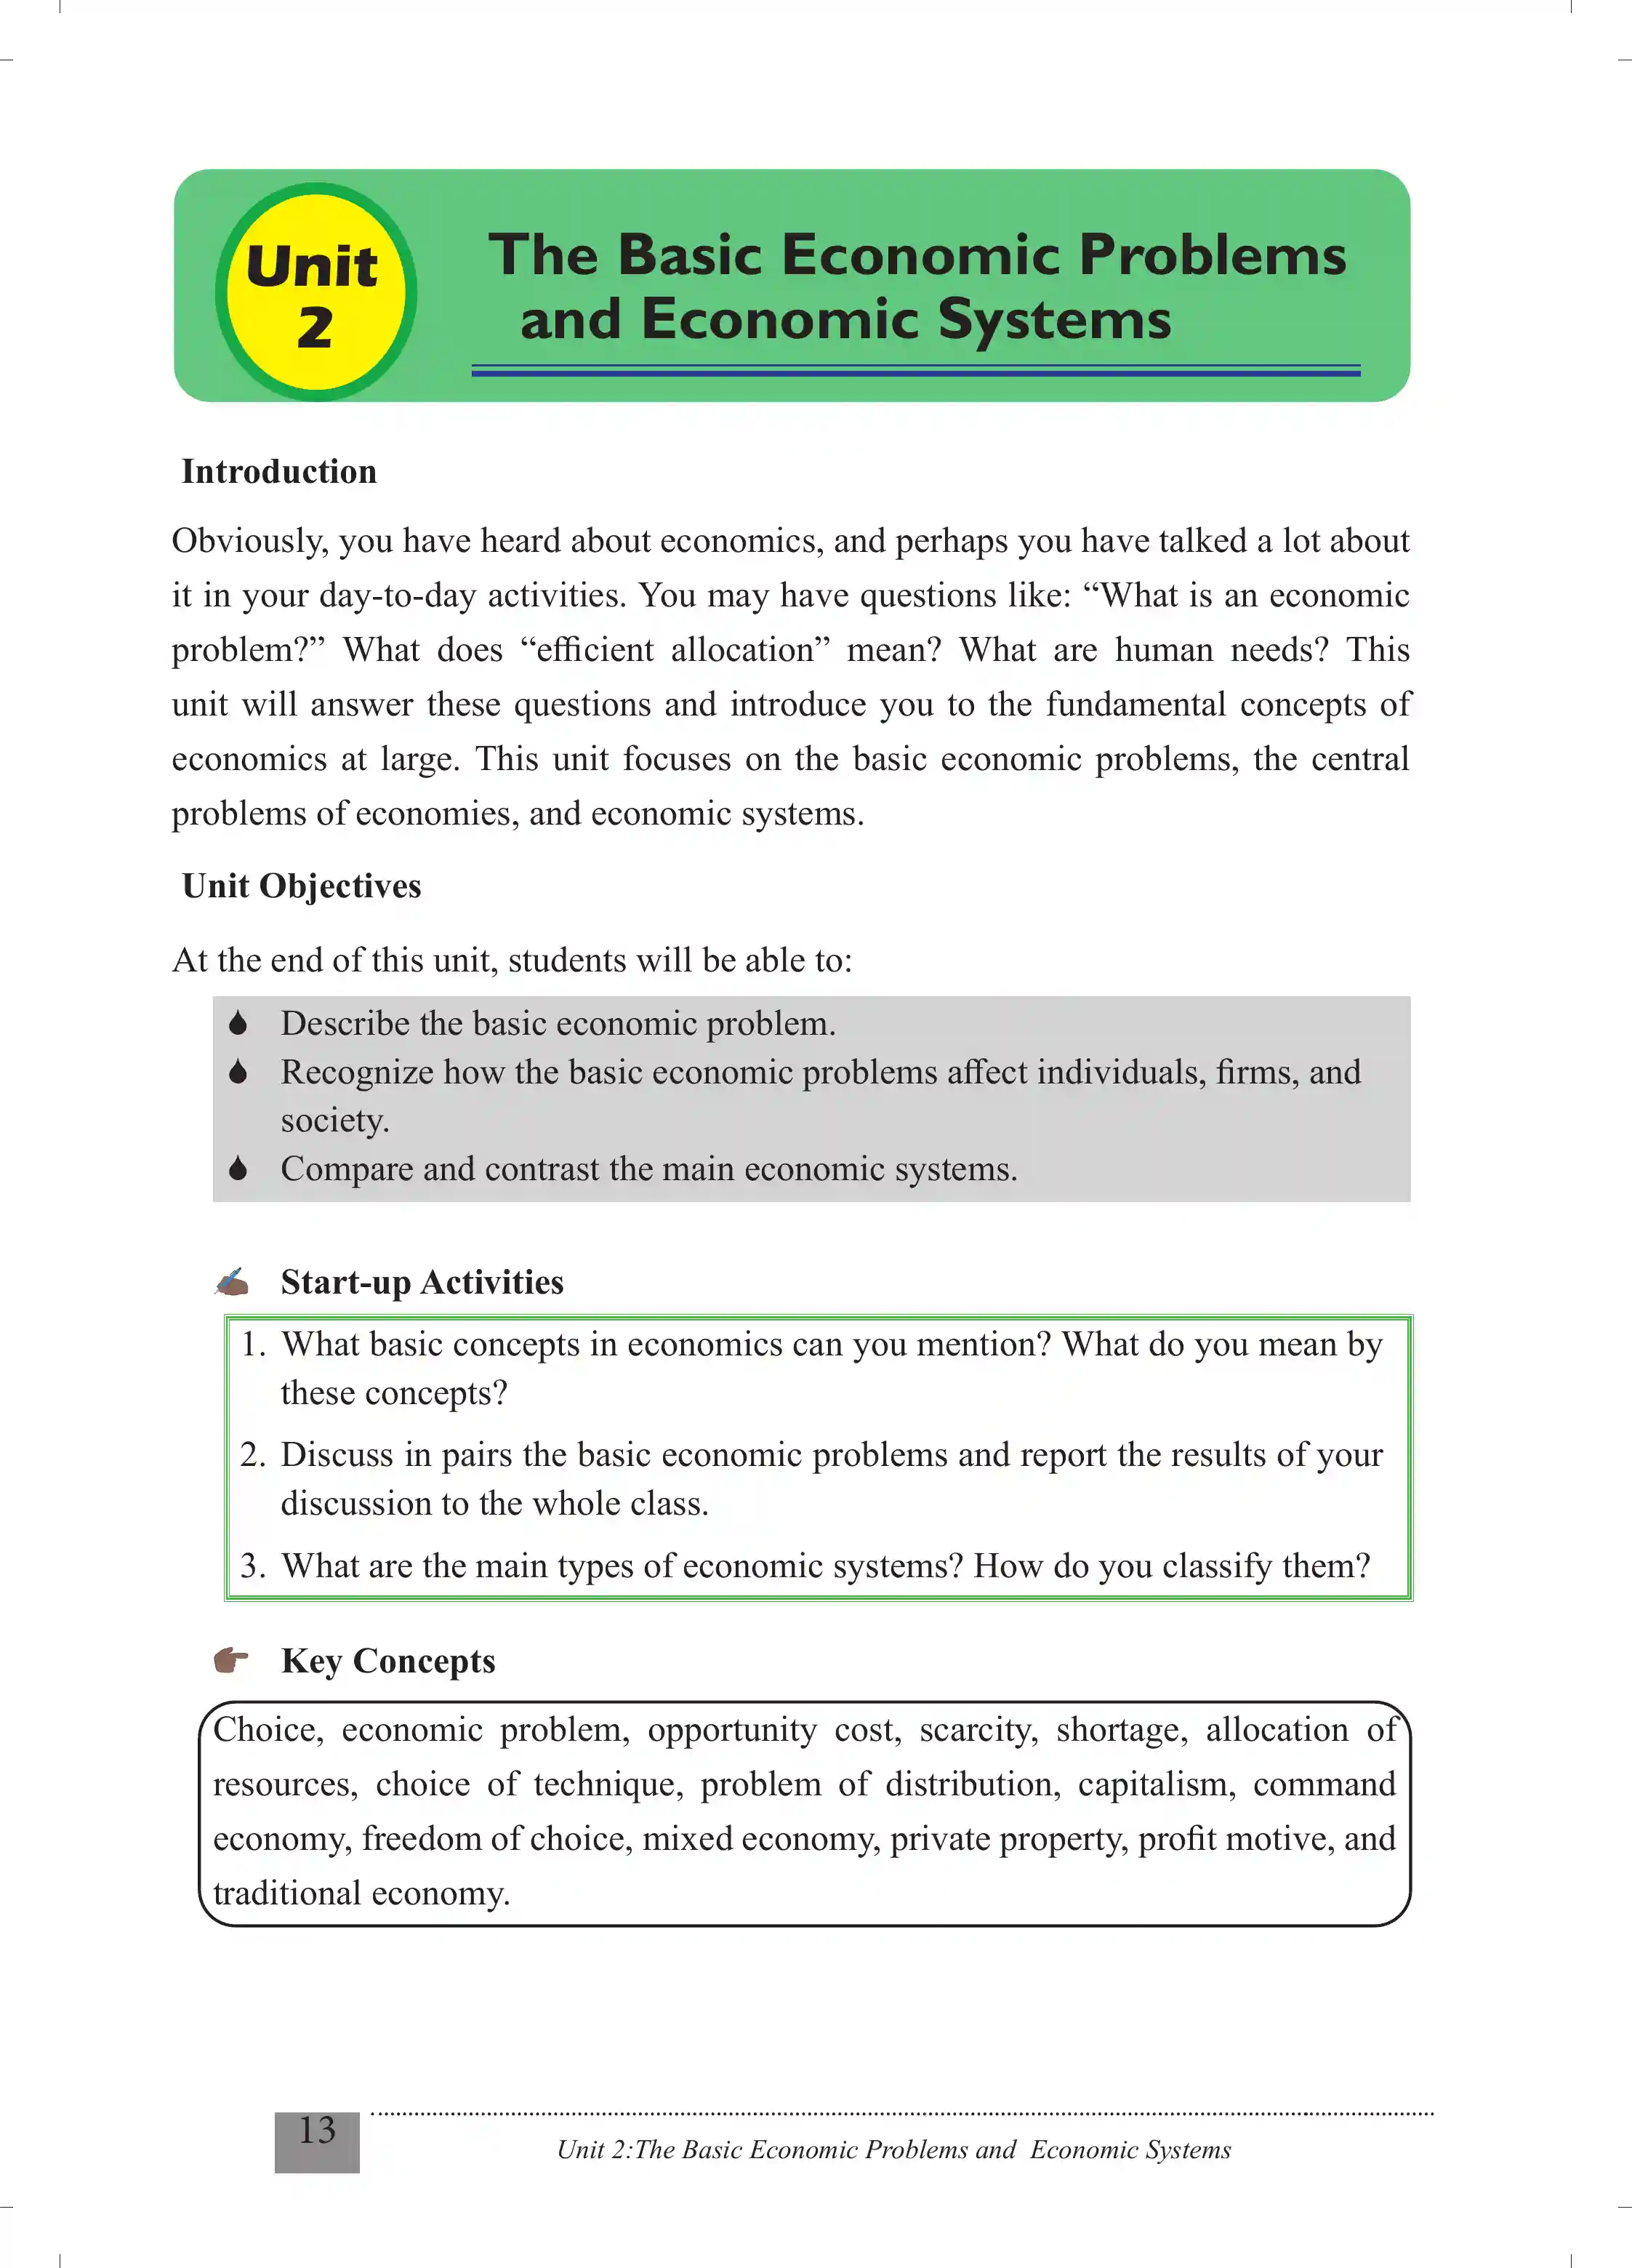 Unit
2
The Basic Economic Problems
and Economic Systems
Introduction
Obviously, you have heard about economics, and perhaps you have talked a lot about
it in your day-to-day activities. You may have questions like: “What is an economic
problem?” What does “efficient allocation” mean? What are human needs? This
unit will answer these questions and introduce you to the fundamental concepts of
economics at large. This unit focuses on the basic economic problems, the central
problems of economies, and economic systems.
Unit Objectives
At the end of this unit, students will be able to:
Describe the basic economic problem.
Recognize how the basic economic problems affect individuals, firms, and
society.
Compare and contrast the main economic systems.
Start-up Activities
1. What basic concepts in economics can you mention? What do you mean by
these concepts?
2. Discuss in pairs the basic economic problems and report the results of your
discussion to the whole class.
3. What are the main types of economic systems? How do you classify them?
Key Concepts
Choice, economic problem, opportunity cost, scarcity, shortage, allocation of
resources, choice of technique, problem of distribution, capitalism, command
economy, freedom of choice, mixed economy, private property, profit motive, and
traditional economy.
13
Unit 2:The Basic Economic Problems and Economic Systems